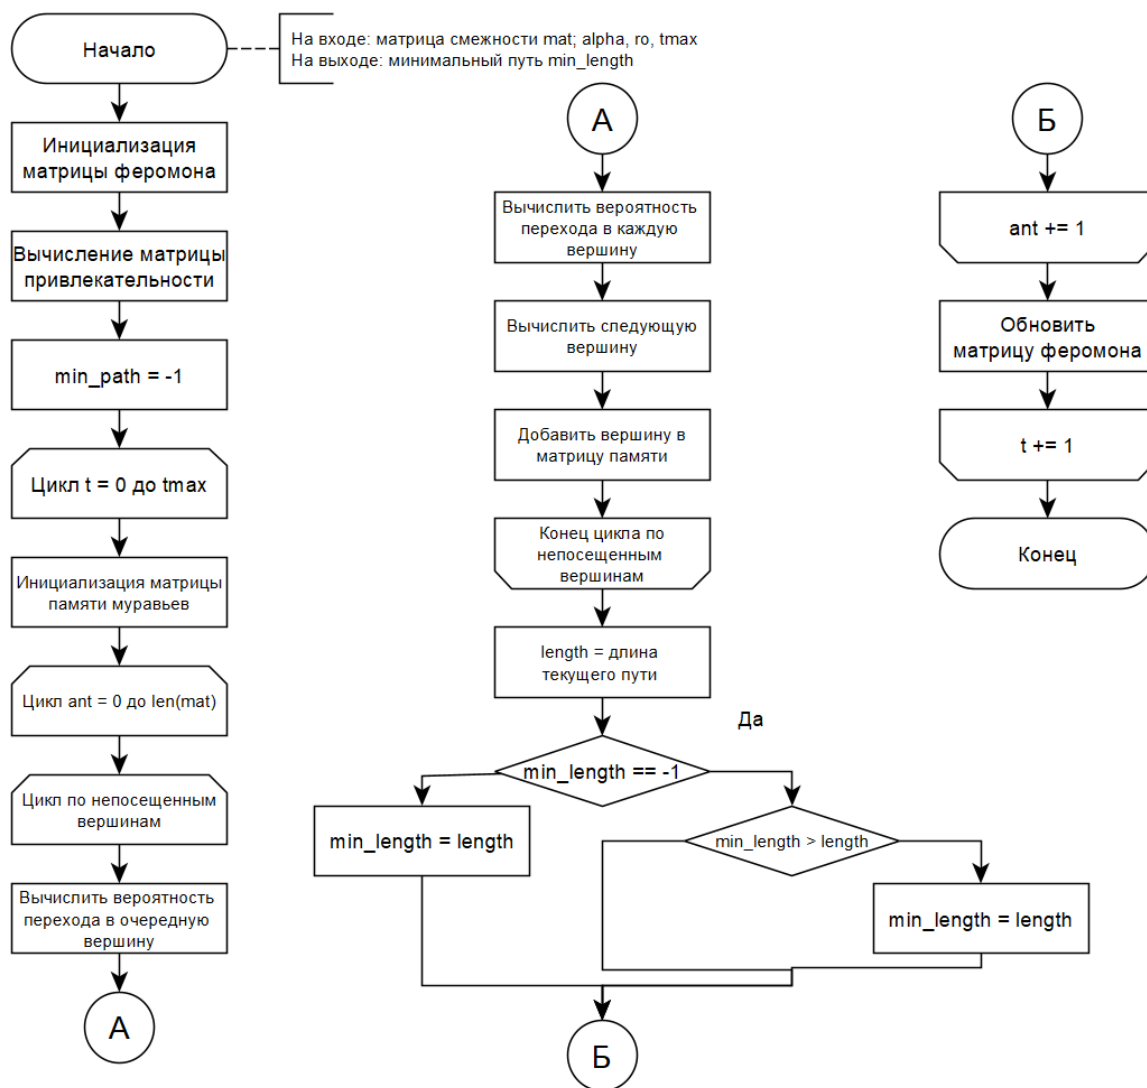 Начало
На входе: матрица смежности mat; alpha, ro, tmax
На выходе: минимальный путь min_length
Инициализация
матрицы феромона
Вычисление матрицы
привлекательности
min_path = -1
Цикл t = 0 до tmax
Инициализация матрицы
памяти муравьев
Цикл ant = 0 до len(mat)
Цикл по непосещенным
вершинам
Вычислить вероятность
перехода в очередную
вершину
А
А
Вычислить вероятность
перехода в каждую
вершину
Вычислить следующую
вершину
Добавить вершину в
матрицу памяти
Конец цикла по
непосещенным
вершинам
length = длина
текущего пути
Да
min_length == -1
min_length = length
min_length > length
min_length = length
Б
Б
ant += 1
Обновить
матрицу феромона
t += 1
Конец